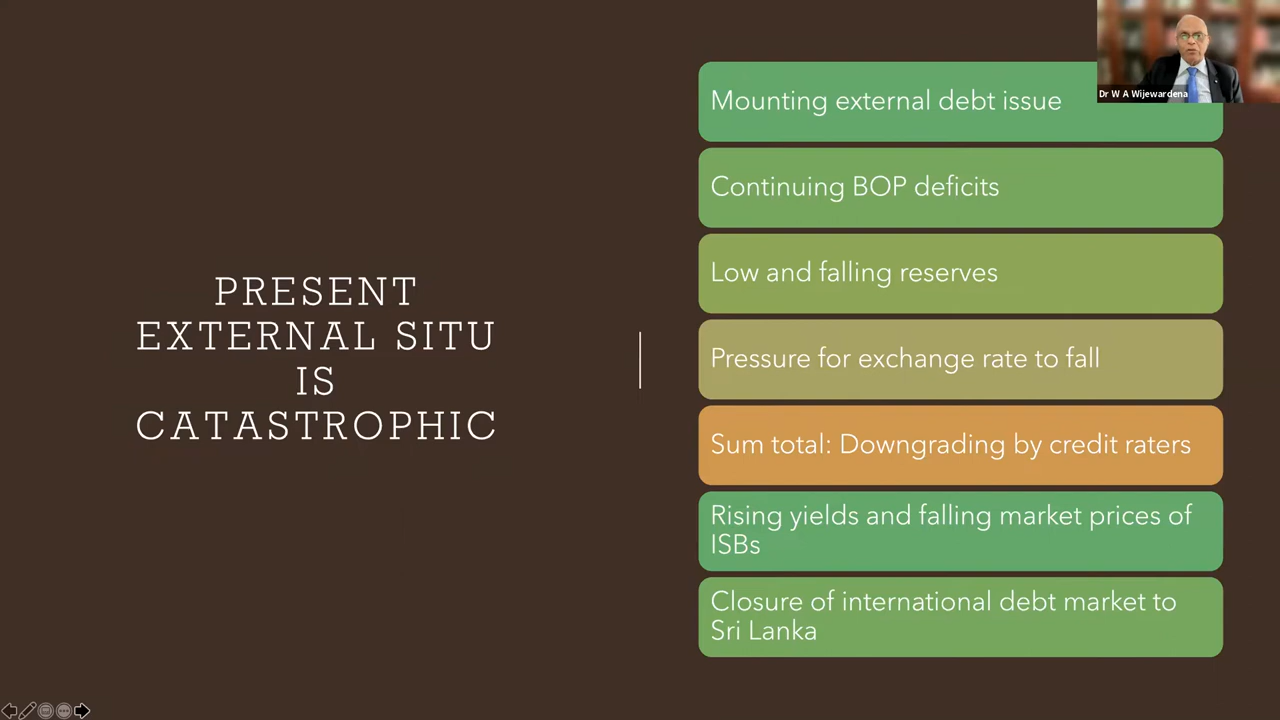 PRESENT
EXTERNAL SITU
IS
CATASTROPHIC
Mounting external debt issue
Continuing BOP deficits
Low and falling reserves
Pressure for exchange rate to fall
Sum total: Downgrading by credit raters
Rising yields and falling market prices of
ISBs
Closure of international debt market to
Sri Lanka
Dr W A Wijewardena